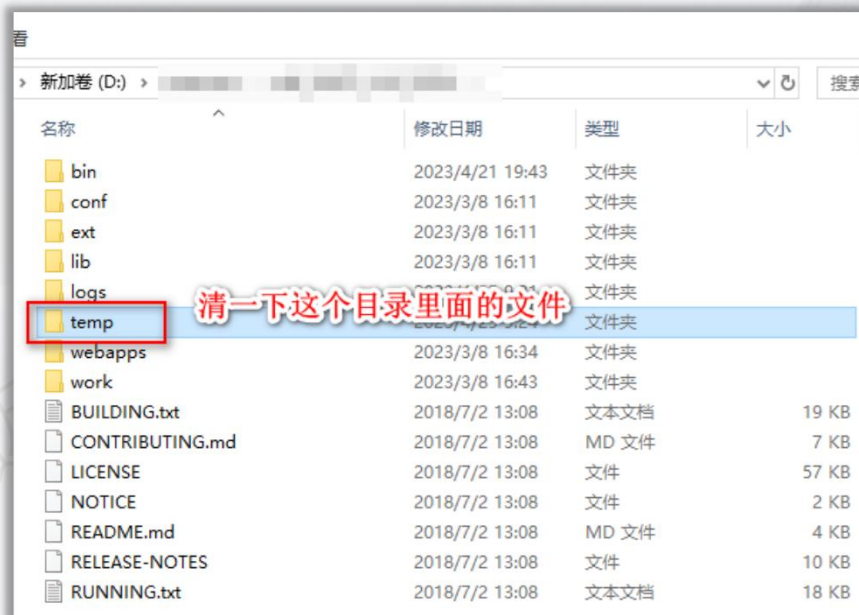 看
新加卷 (D:)
搜索
名称 修改日期 类型 大小
bin 2023/4/21 19:43 文件夹
conf 2023/3/8 16:11 文件夹
ext 2023/3/8 16:11 文件夹
lib 2023/3/8 16:11 文件夹
logs 文件夹
清一下这个目录里面的文件
temp 文件夹
webapps 2023/3/8 16:34 文件夹
work 2023/3/8 16:43 文件夹
BUILDING.txt 2018/7/2 13:08 文本文档 19 KB
CONTRIBUTING.md 2018/7/2 13:08 MD 文件 7 KB
LICENSE 2018/7/2 13:08 文件 57 KB
NOTICE 2018/7/2 13:08 文件 2 KB
README.md 2018/7/2 13:08 MD 文件 4 KB
RELEASE-NOTES 2018/7/2 13:08 文件 10 KB
RUNNING.txt 2018/7/2 13:08 文本文档 18 KB